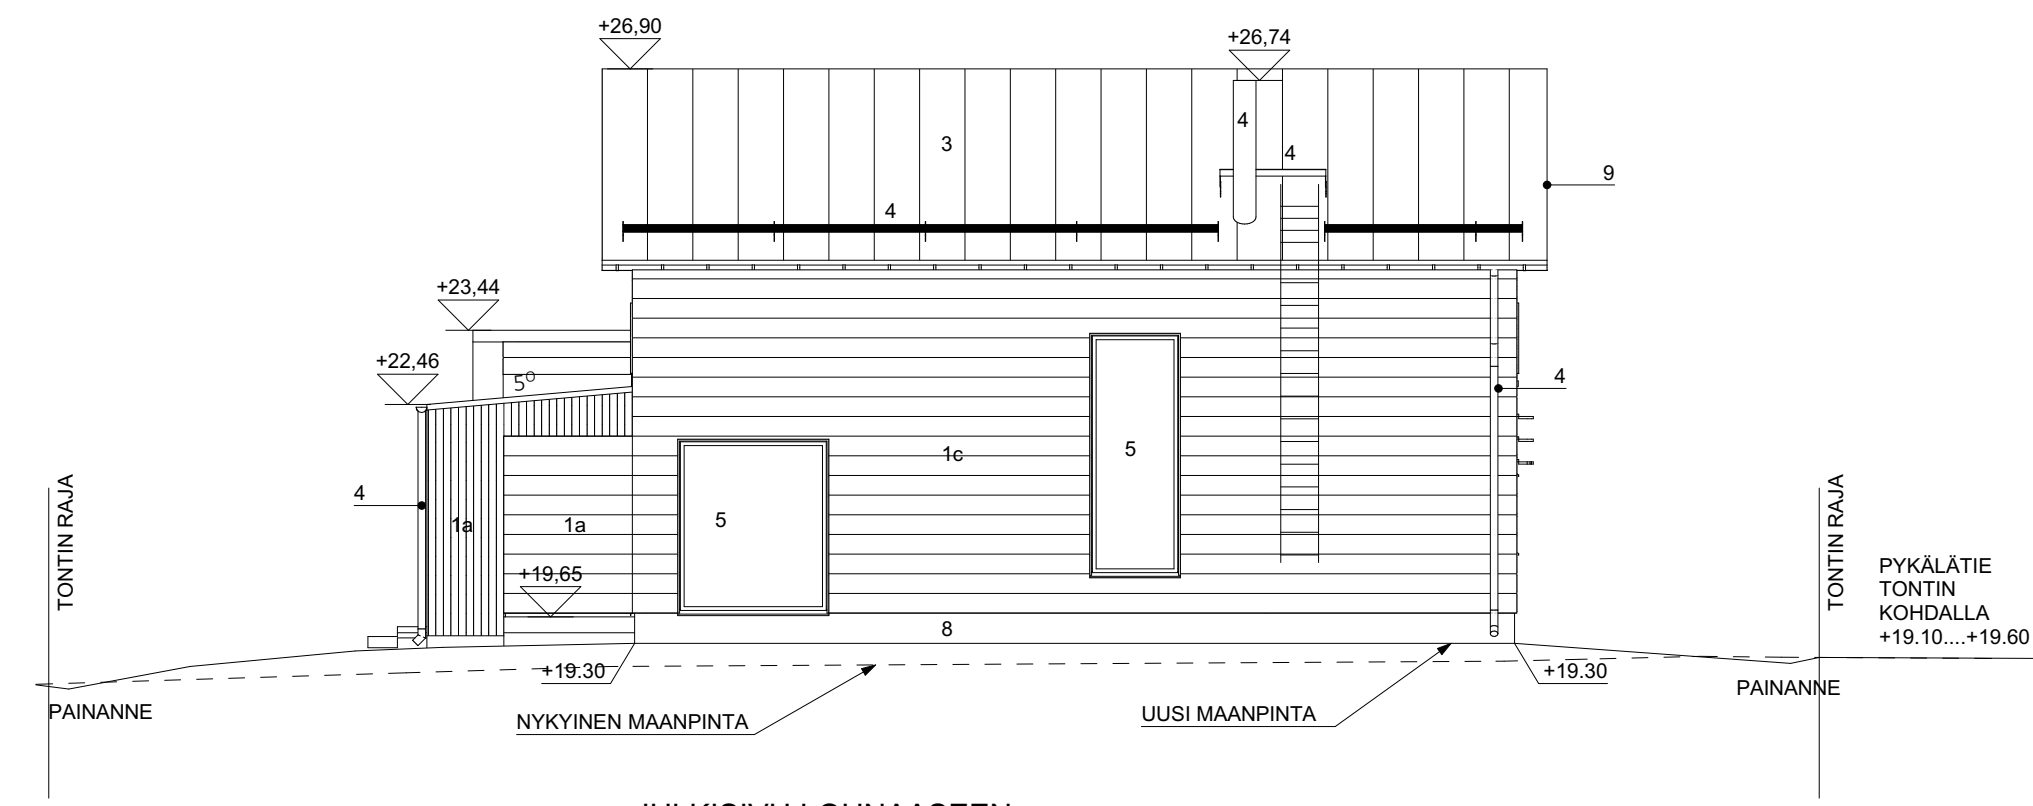 +26,90
+26,74
4
3
4
9
4
+23,44
+22,46
5°
4
5
1c
4
5
1a
1a
+19,65
TONTIN RAJA
TONTIN RAJA
PYKÄLÄTIE
TONTIN
KOHDALLA
+19.10....+19.60
8
+19.30
+19.30
PAINANNE
PAINANNE
NYKYINEN MAANPINTA
UUSI MAANPINTA
JULKISIVU LOUNAASEEN